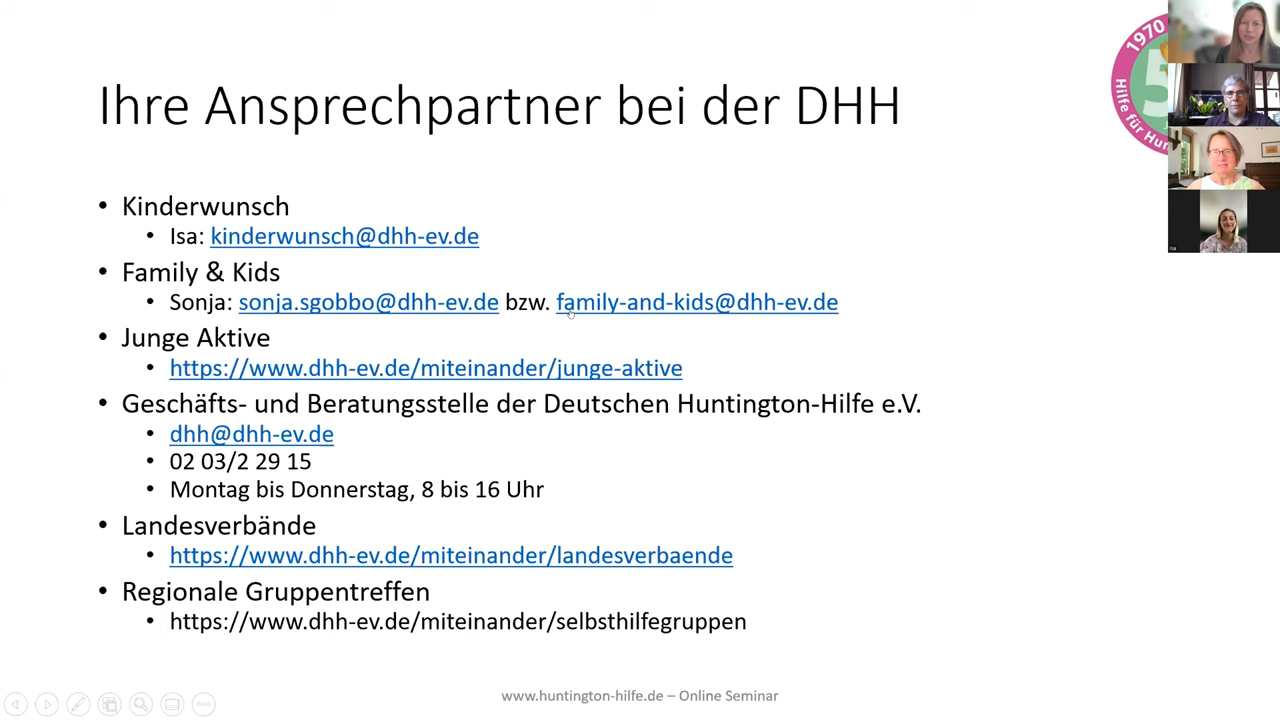 Ihre Ansprechpartner bei der DHH
1970
5
Hilfe für
• Kinderwunsch
• Isa: kinderwunsch@dhh-ev.de
• Family & Kids
• Sonja: sonja.sgobbo@dhh-ev.de bzw. family-and-kids@dhh-ev.de
• Junge Aktive
• https://www.dhh-ev.de/miteinander/junge-aktive
• Geschäfts- und Beratungsstelle der Deutschen Huntington-Hilfe e.V.
• dhh@dhh-ev.de
• 02 03/2 29 15
• Montag bis Donnerstag, 8 bis 16 Uhr
• Landesverbände
• https://www.dhh-ev.de/miteinander/landesverbaende
• Regionale Gruppentreffen
• https://www.dhh-ev.de/miteinander/selbsthilfegruppen
www.huntington-hilfe.de – Online Seminar